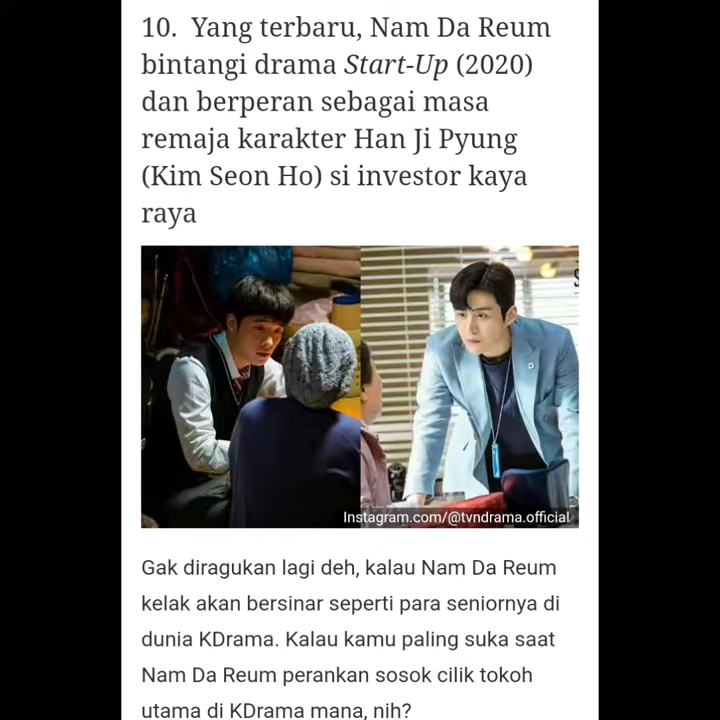 10. Yang terbaru, Nam Da Reum
bintangi drama Start-Up (2020)
dan berperan sebagai masa
remaja karakter Han Ji Pyung
(Kim Seon Ho) si investor kaya
raya
Instagram.com/@tvndrama.official
Gak diragukan lagi deh, kalau Nam Da Reum
kelak akan bersinar seperti para seniornya di
dunia KDrama. Kalau kamu paling suka saat
Nam Da Reum perankan sosok cilik tokoh
utama di KDrama mana, nih?